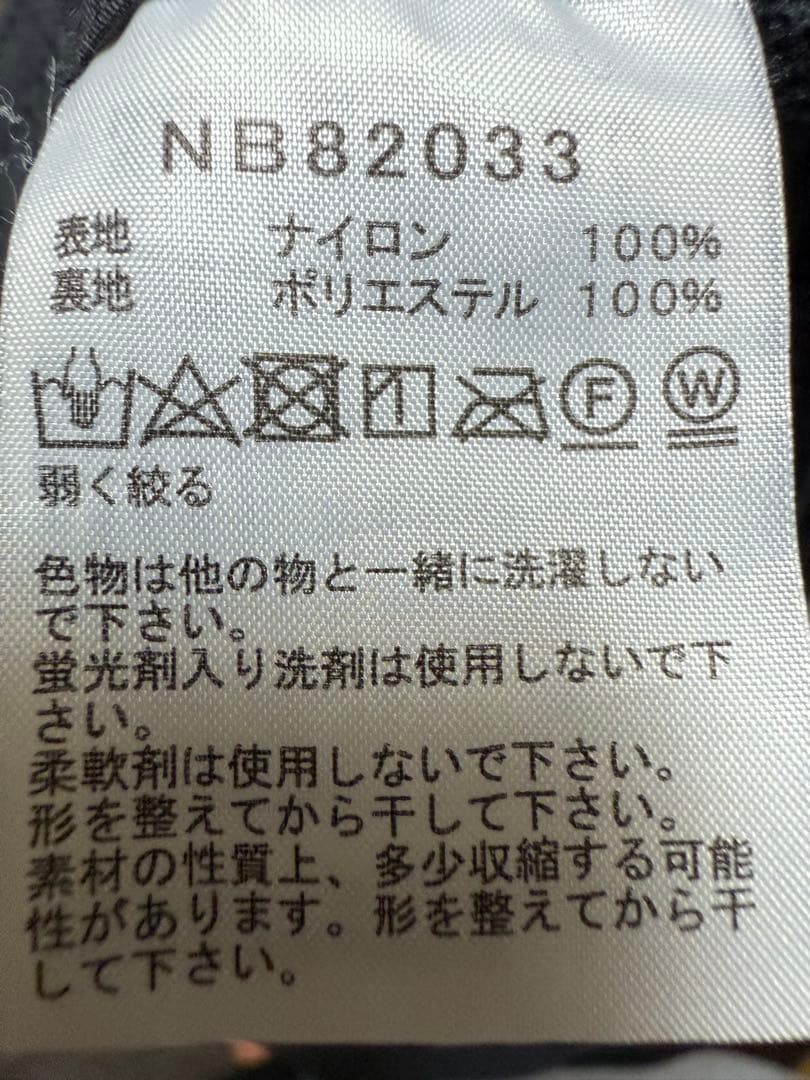 NB82033
表地 ナイロン 100%
裏地 ポリエステル 100%
F W
弱く絞る
色物は他の物と一緒に洗濯しない
で下さい。
蛍光剤入り洗剤は使用しないで下
さい。
柔軟剤は使用しないで下さい。
形を整えてから干して下さい。
素材の性質上、多少収縮する可能
性があります。形を整えてから干
して下さい。